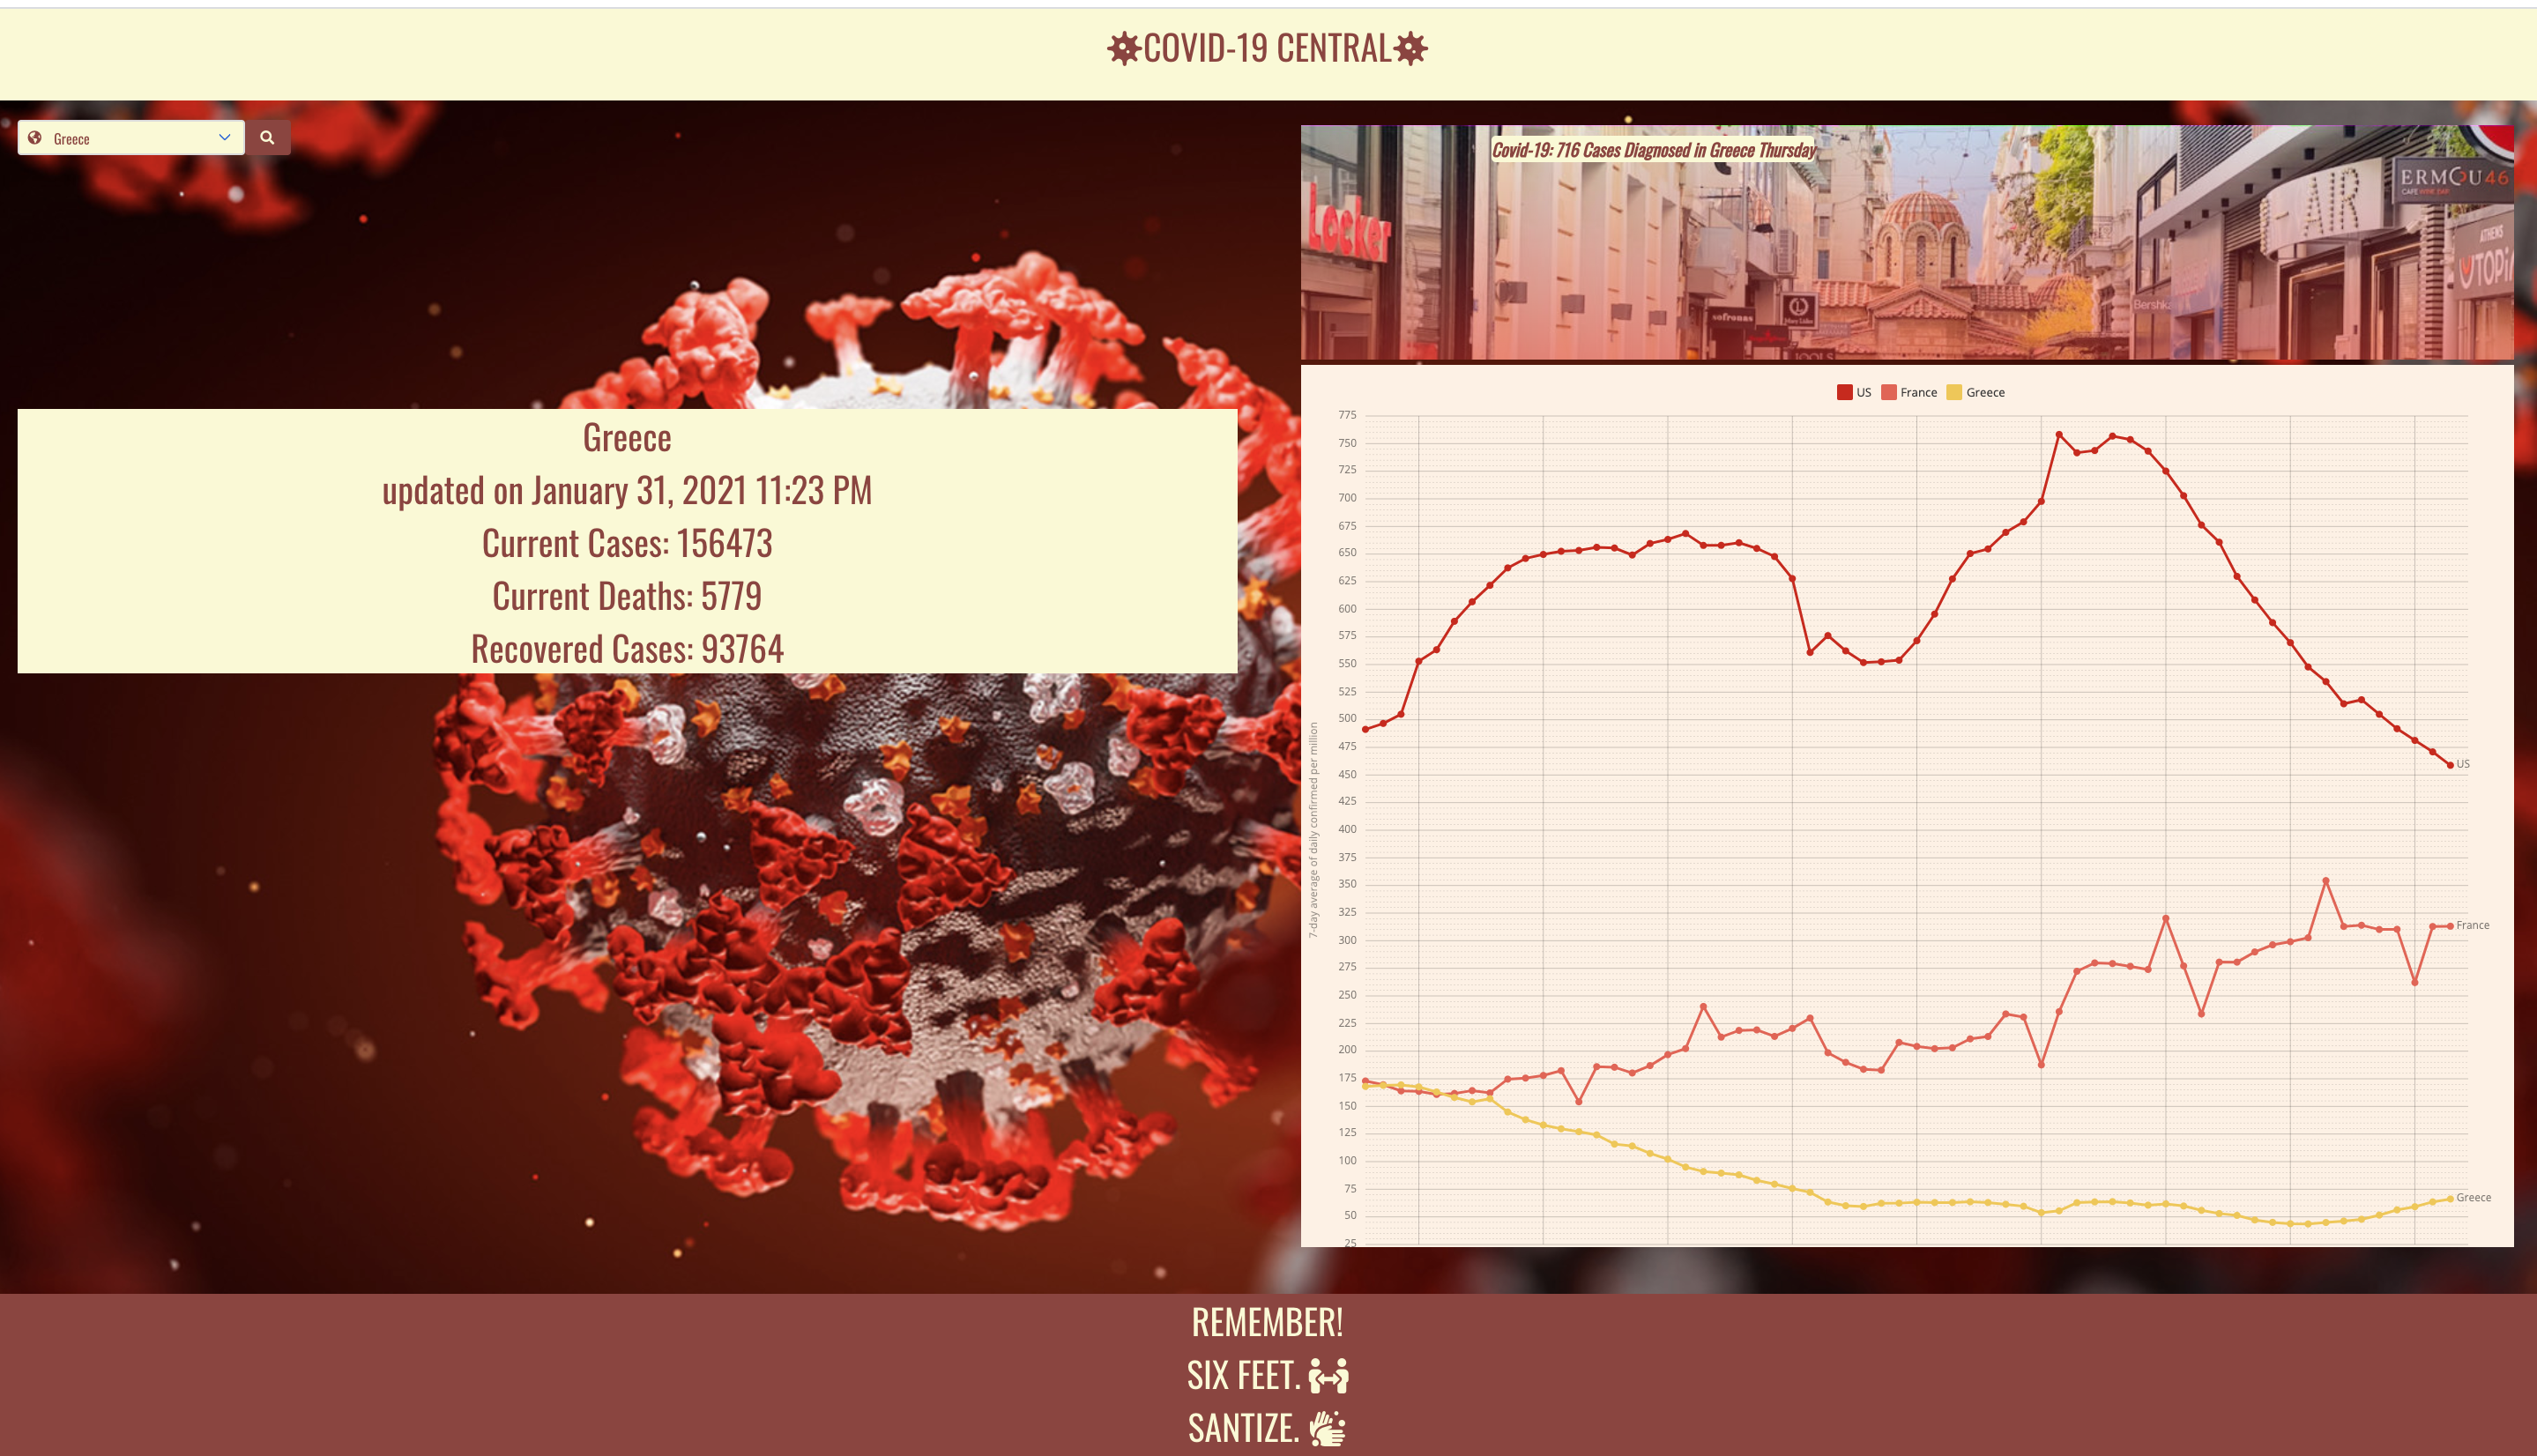 COVID-19 CENTRAL
Greece
Covid-19: 716 Cases Diagnosed in Greece Thursday
Locker
sofronas
TOOLS
Bershka
AIR
ERMOU46
ATHENS
UTOPIA
Greece
updated on January 31, 2021 11:23 PM
Current Cases: 156473
Current Deaths: 5779
Recovered Cases: 93764
US France Greece
775
750
725
700
675
650
625
600
575
550
525
500
475
450
425
400
375
350
325
300
275
250
225
200
175
150
125
100
75
50
25
7-day average of daily confirmed per million
US
France
Greece
REMEMBER!
SIX FEET.
SANTIZE.